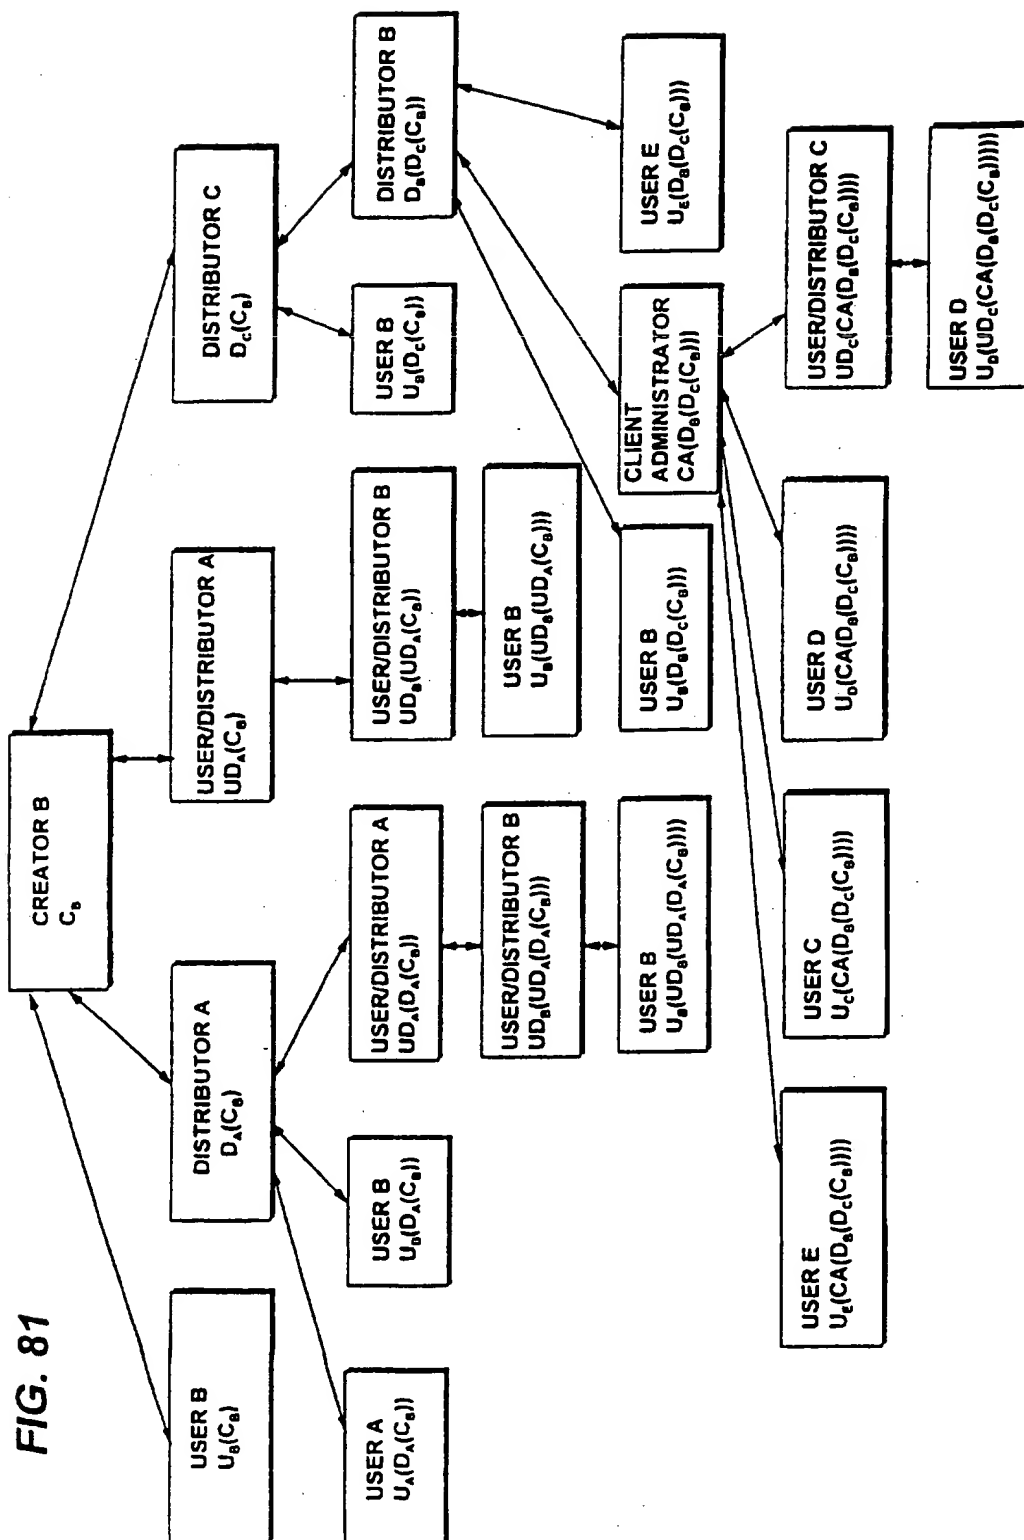 FIG. 81
CREATOR B
C_B
USER B
U_B(C_B)
DISTRIBUTOR A
D_A(C_B)
USER/DISTRIBUTOR A
UD_A(C_B)
DISTRIBUTOR C
D_C(C_B)
USER A
U_A(D_A(C_B))
USER B
U_B(D_A(C_B))
USER/DISTRIBUTOR A
UD_A(D_A(C_B))
USER/DISTRIBUTOR B
UD_B(UD_A(C_B))
USER B
U_B(D_C(C_B))
DISTRIBUTOR B
D_B(D_C(C_B))
USER/DISTRIBUTOR B
UD_B(UD_A(D_A(C_B)))
USER B
U_B(UD_B(UD_A(C_B)))
USER B
U_B(UD_B(UD_A(D_A(C_B))))
USER B
U_B(D_B(D_C(C_B)))
CLIENT
ADMINISTRATOR
CA(D_B(D_C(C_B)))
USER E
U_E(D_B(D_C(C_B)))
USER E
U_E(CA(D_B(D_C(C_B))))
USER C
U_C(CA(D_B(D_C(C_B))))
USER D
U_D(CA(D_B(D_C(C_B))))
USER/DISTRIBUTOR C
UD_C(CA(D_B(D_C(C_B))))
USER D
U_D(UD_C(CA(D_B(D_C(C_B)))))